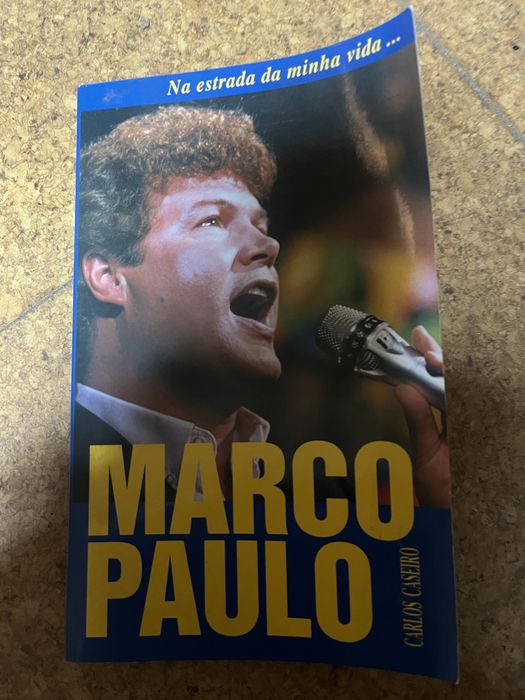 Na estrada da minha vida ...
MARCO
PAULO
CARLOS CASEIRO